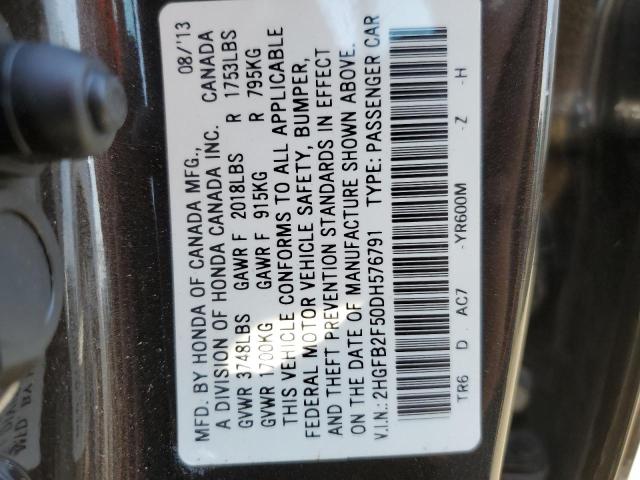 MFD. BY HONDA OF CANADA MFG., 08/'13
A DIVISION OF HONDA CANADA INC. CANADA
GVWR 3748LBS GAWR F 2018LBS R 1753LBS
GVWR 1700KG GAWR F 915KG R 795KG
THIS VEHICLE CONFORMS TO ALL APPLICABLE
FEDERAL MOTOR VEHICLE SAFETY, BUMPER,
AND THEFT PREVENTION STANDARDS IN EFFECT
ON THE DATE OF MANUFACTURE SHOWN ABOVE.
V.I.N.: 2HGFB2F50DH576791 TYPE: PASSENGER CAR
TR6 D . AC7 -YR600M -Z -H